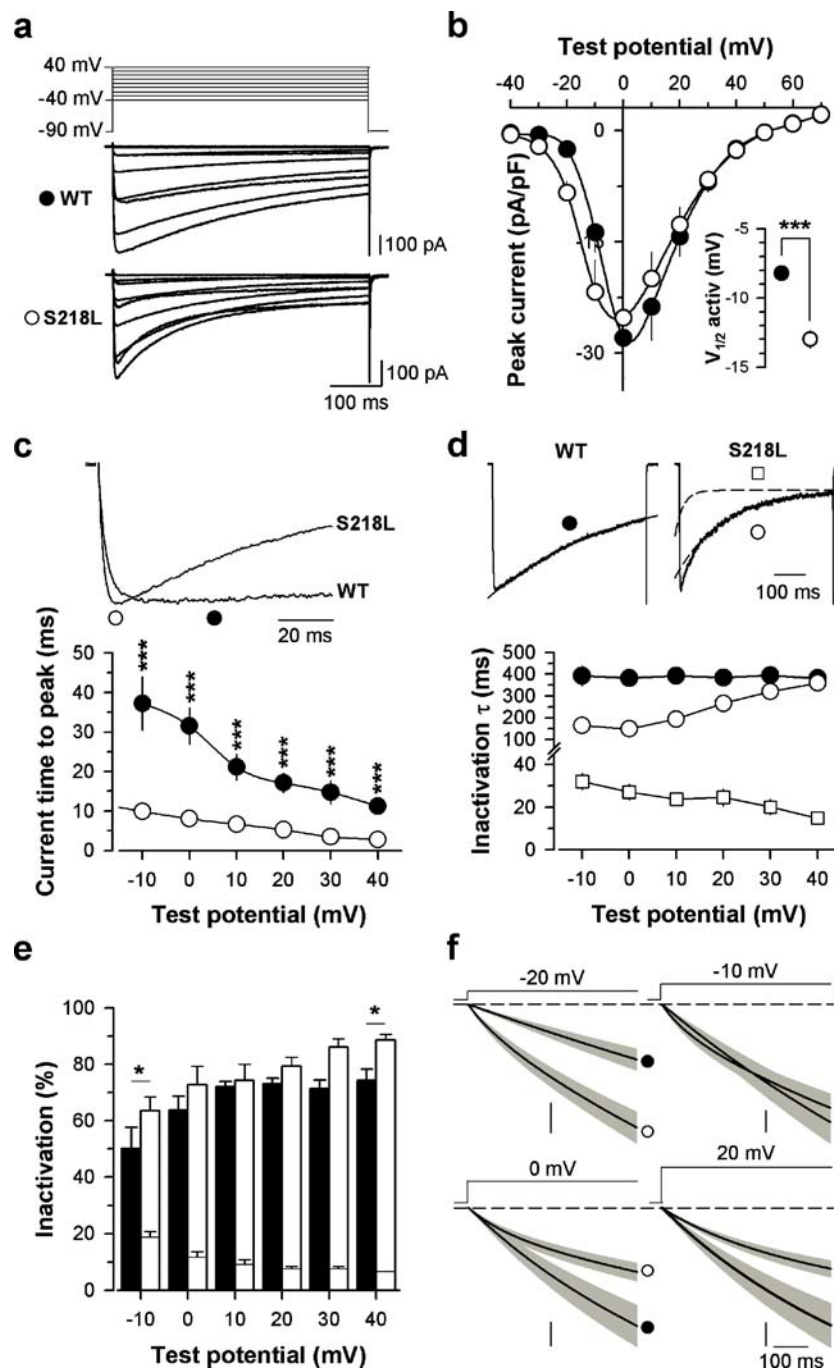 a
40 mV
-40 mV
-90 mV
WT
100 pA
S218L
100 pA
100 ms
b
Test potential (mV)
-40 -20 0 20 40 60
0
-30
Peak current (pA/pF)
***
-5
-8
-10
-13
-15
V1/2 activ (mV)
c
S218L
WT
20 ms
50
40
30
20
10
0
Current time to peak (ms)
*** *** *** *** *** ***
-10 0 10 20 30 40
Test potential (mV)
d
WT
S218L
100 ms
500
400
300
200
100
40
20
0
Inactivation τ (ms)
-10 0 10 20 30 40
Test potential (mV)
e
100
80
60
40
20
0
Inactivation (%)
*
*
-10 0 10 20 30 40
Test potential (mV)
f
-20 mV
-10 mV
0 mV
20 mV
100 ms